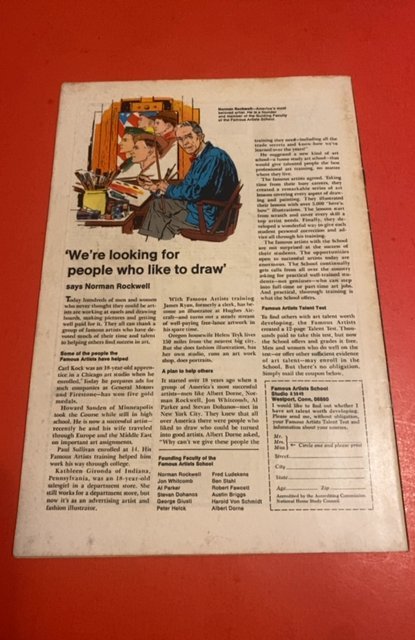 Norman Rockwell—America's most
beloved artist. He is a founder
and member of the Guiding Faculty
of the Famous Artists School.
'We're looking for
people who like to draw'
says Norman Rockwell
Today hundreds of men and women
who never thought they could be art-
ists are working at easels and drawing
boards, making pictures and getting
well paid for it. They all can thank a
group of famous artists who have de-
voted much of their time and talent
to helping others find success in art.
Some of the people the
Famous Artists have helped
Carl Kock was an 18-year-old appren-
tice in a Chicago art studio when he
enrolled. Today he prepares ads for
such companies as General Motors
and Firestone—has won five gold
medals.
Howard Sanden of Minneapolis
took the Course while still in high
school. He is now a successful artist—
recently he and his wife traveled
through Europe and the Middle East
on important art assignments.
Paul Sullivan enrolled at 14. His
Famous Artists training helped him
work his way through college.
Kathleen Gironda of Indiana,
Pennsylvania, was an 18-year-old
salesgirl in a department store. She
still works for a department store, but
now it's as an advertising artist and
fashion illustrator.
With Famous Artists training
James Ryan, formerly a clerk, has be-
come an illustrator at Hughes Air-
craft—and turns out a steady stream
of well-paying free-lance artwork in
his spare time.
Oregon housewife Helen Tryk lives
150 miles from the nearest big city.
But she does fashion illustration, has
her own studio, runs an art work
shop, does portraits.
A plan to help others
It started over 18 years when
a group of America's most successful
artists—men like Albert Dorne, Nor-
man Rockwell, Jon Whitcomb, Al
Parker and Stevan Dohanos—met in
New York City. They knew that all
over America there were people who
liked to draw who could be turned
into good artists. Albert Dorne asked,
"Why can't we give these people the
Founding Faculty of the
Famous Artists School
Norman Rockwell
Jon Whitcomb
Al Parker
Stevan Dohanos
George Giusti
Peter Helck
Fred Ludekens
Ben Stahl
Robert Fawcett
Austin Briggs
Harold Von Schmidt
Albert Dorne
training they need—including all the
trade secrets and know how we've
learned over the years?"
He suggested a new kind of art
school—a home study art school—that
would give talented people the best
professional art training, no matter
where they live.
The famous artists agreed. Taking
time from their busy careers, they
created a remarkable series of art
lessons covering every aspect of draw-
ing and painting. They illustrated
their lessons with over 5,000 "here's
how" illustrations. The lessons start
from scratch and cover every skill a
top artist needs. Finally, they de-
veloped a wonderful way to give each
student personal correction and ad-
vice all through his training.
The famous artists with the School
are not surprised at the success of
their students. The opportunities
open to successful artists today are
enormous. The School continually
gets calls from all over the country
asking for practical well-trained stu-
dents—not geniuses—who can step
into full-time or part-time art jobs.
And practical, thorough training is
what the School offers.
Famous Artists Talent Test
To find others with art talent worth
developing, the Famous Artists
created a 12-page Talent Test. Thou-
sands paid to take this test, but now
the School offers and grades it free.
Men and women who do well on the
test—or offer other sufficient evidence
of art talent—may enroll in the
School. But there's no obligation.
Simply mail the coupon below.
Famous Artists School
Studio
Westport, Conn. 06880
I would like to find out whether I
have art talent worth developing.
Please send me, without obligation,
your Famous Artists Talent Test and
information about your courses.
Mr.
Mrs.
Miss
← Circle one and please print
Street
City
State
Age Zip
Accredited by the Accrediting Commission
National Home Study Council